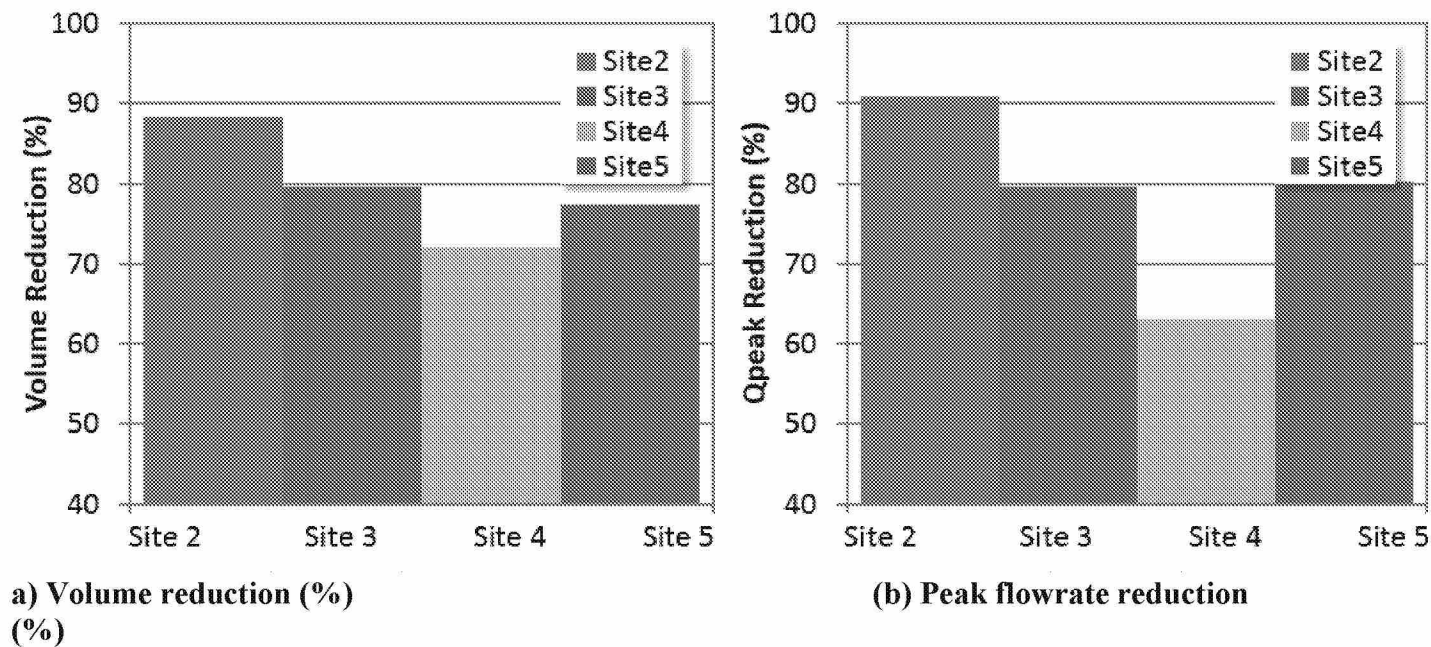 100
90
80
70
60
50
40
Volume Reduction (%)
Site2
Site3
Site4
Site5
Site 2 Site 3 Site 4 Site 5
100
90
80
70
60
50
40
Qpeak Reduction (%)
Site2
Site3
Site4
Site5
Site 2 Site 3 Site 4 Site 5
a) Volume reduction (%) (b) Peak flowrate reduction
(%)